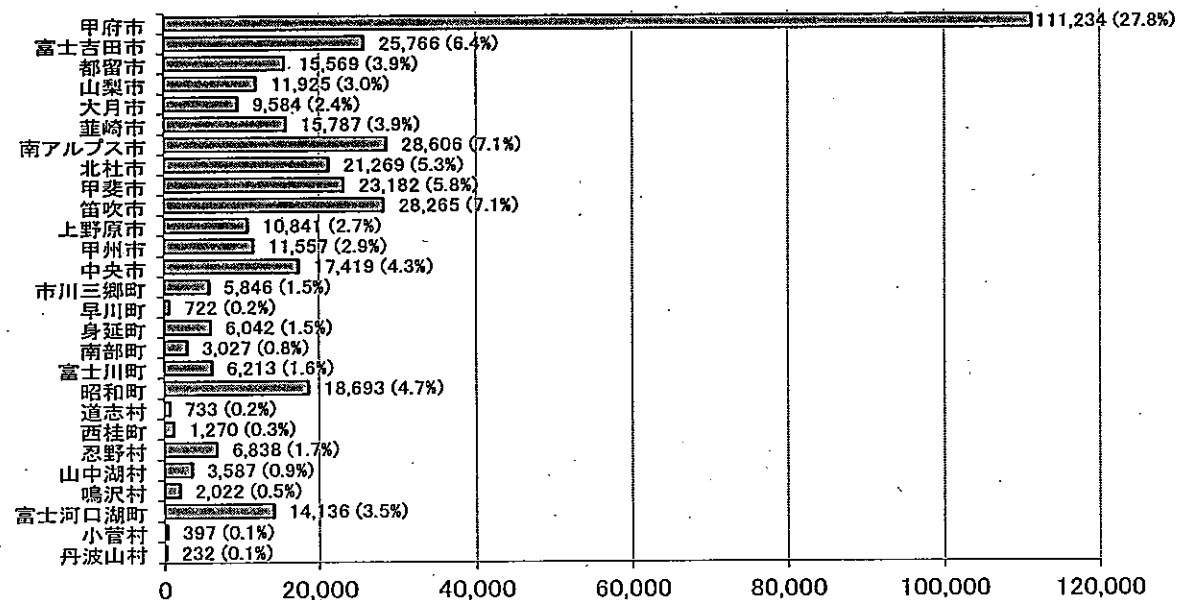 甲府市 111,234 (27.8%)
富士吉田市 25,766 (6.4%)
都留市 15,569 (3.9%)
山梨市 11,925 (3.0%)
大月市 9,584 (2.4%)
韮崎市 15,787 (3.9%)
南アルプス市 28,606 (7.1%)
北杜市 21,269 (5.3%)
甲斐市 23,182 (5.8%)
笛吹市 28,265 (7.1%)
上野原市 10,841 (2.7%)
甲州市 11,557 (2.9%)
中央市 17,419 (4.3%)
市川三郷町 5,846 (1.5%)
早川町 722 (0.2%)
身延町 6,042 (1.5%)
南部町 3,027 (0.8%)
富士川町 6,213 (1.6%)
昭和町 18,693 (4.7%)
道志村 733 (0.2%)
西桂町 1,270 (0.3%)
忍野村 6,838 (1.7%)
山中湖村 3,587 (0.9%)
鳴沢村 2,022 (0.5%)
富士河口湖町 14,136 (3.5%)
小菅村 397 (0.1%)
丹波山村 232 (0.1%)
0 20,000 40,000 60,000 80,000 100,000 120,000